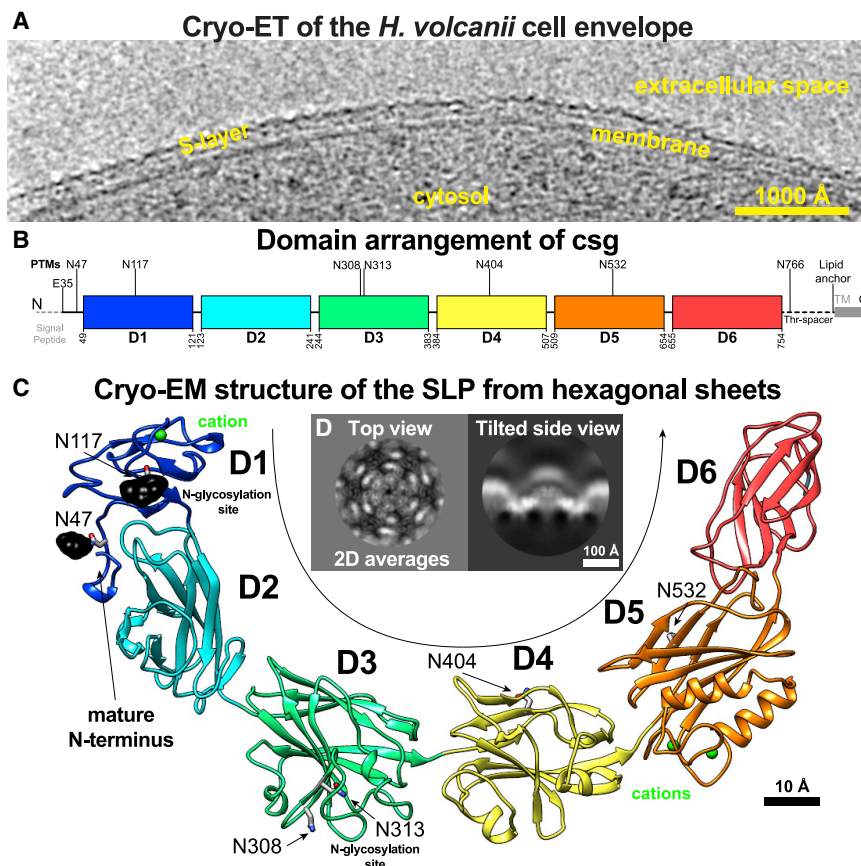 A
Cryo-ET of the H. volcanii cell envelope
extracellular space
S-layer
membrane
cytosol
1000 Å
B
Domain arrangement of csg
PTMs
N47
N117
N308
N313
N404
N532
N766
Lipid
anchor
E35
N
TM
Signal
Peptide
Thr-spacer
49
D1
121
123
D2
241
244
D3
383
384
D4
507
509
D5
654
655
D6
754
C
Cryo-EM structure of the SLP from hexagonal sheets
cation
D
Top view
Tilted side view
2D averages
100 Å
N117
D1
N-glycosylation
site
N47
D2
D6
N532
D5
D3
N404
D4
mature
N-terminus
cations
10 Å
N308
N313
N-glycosylation
site